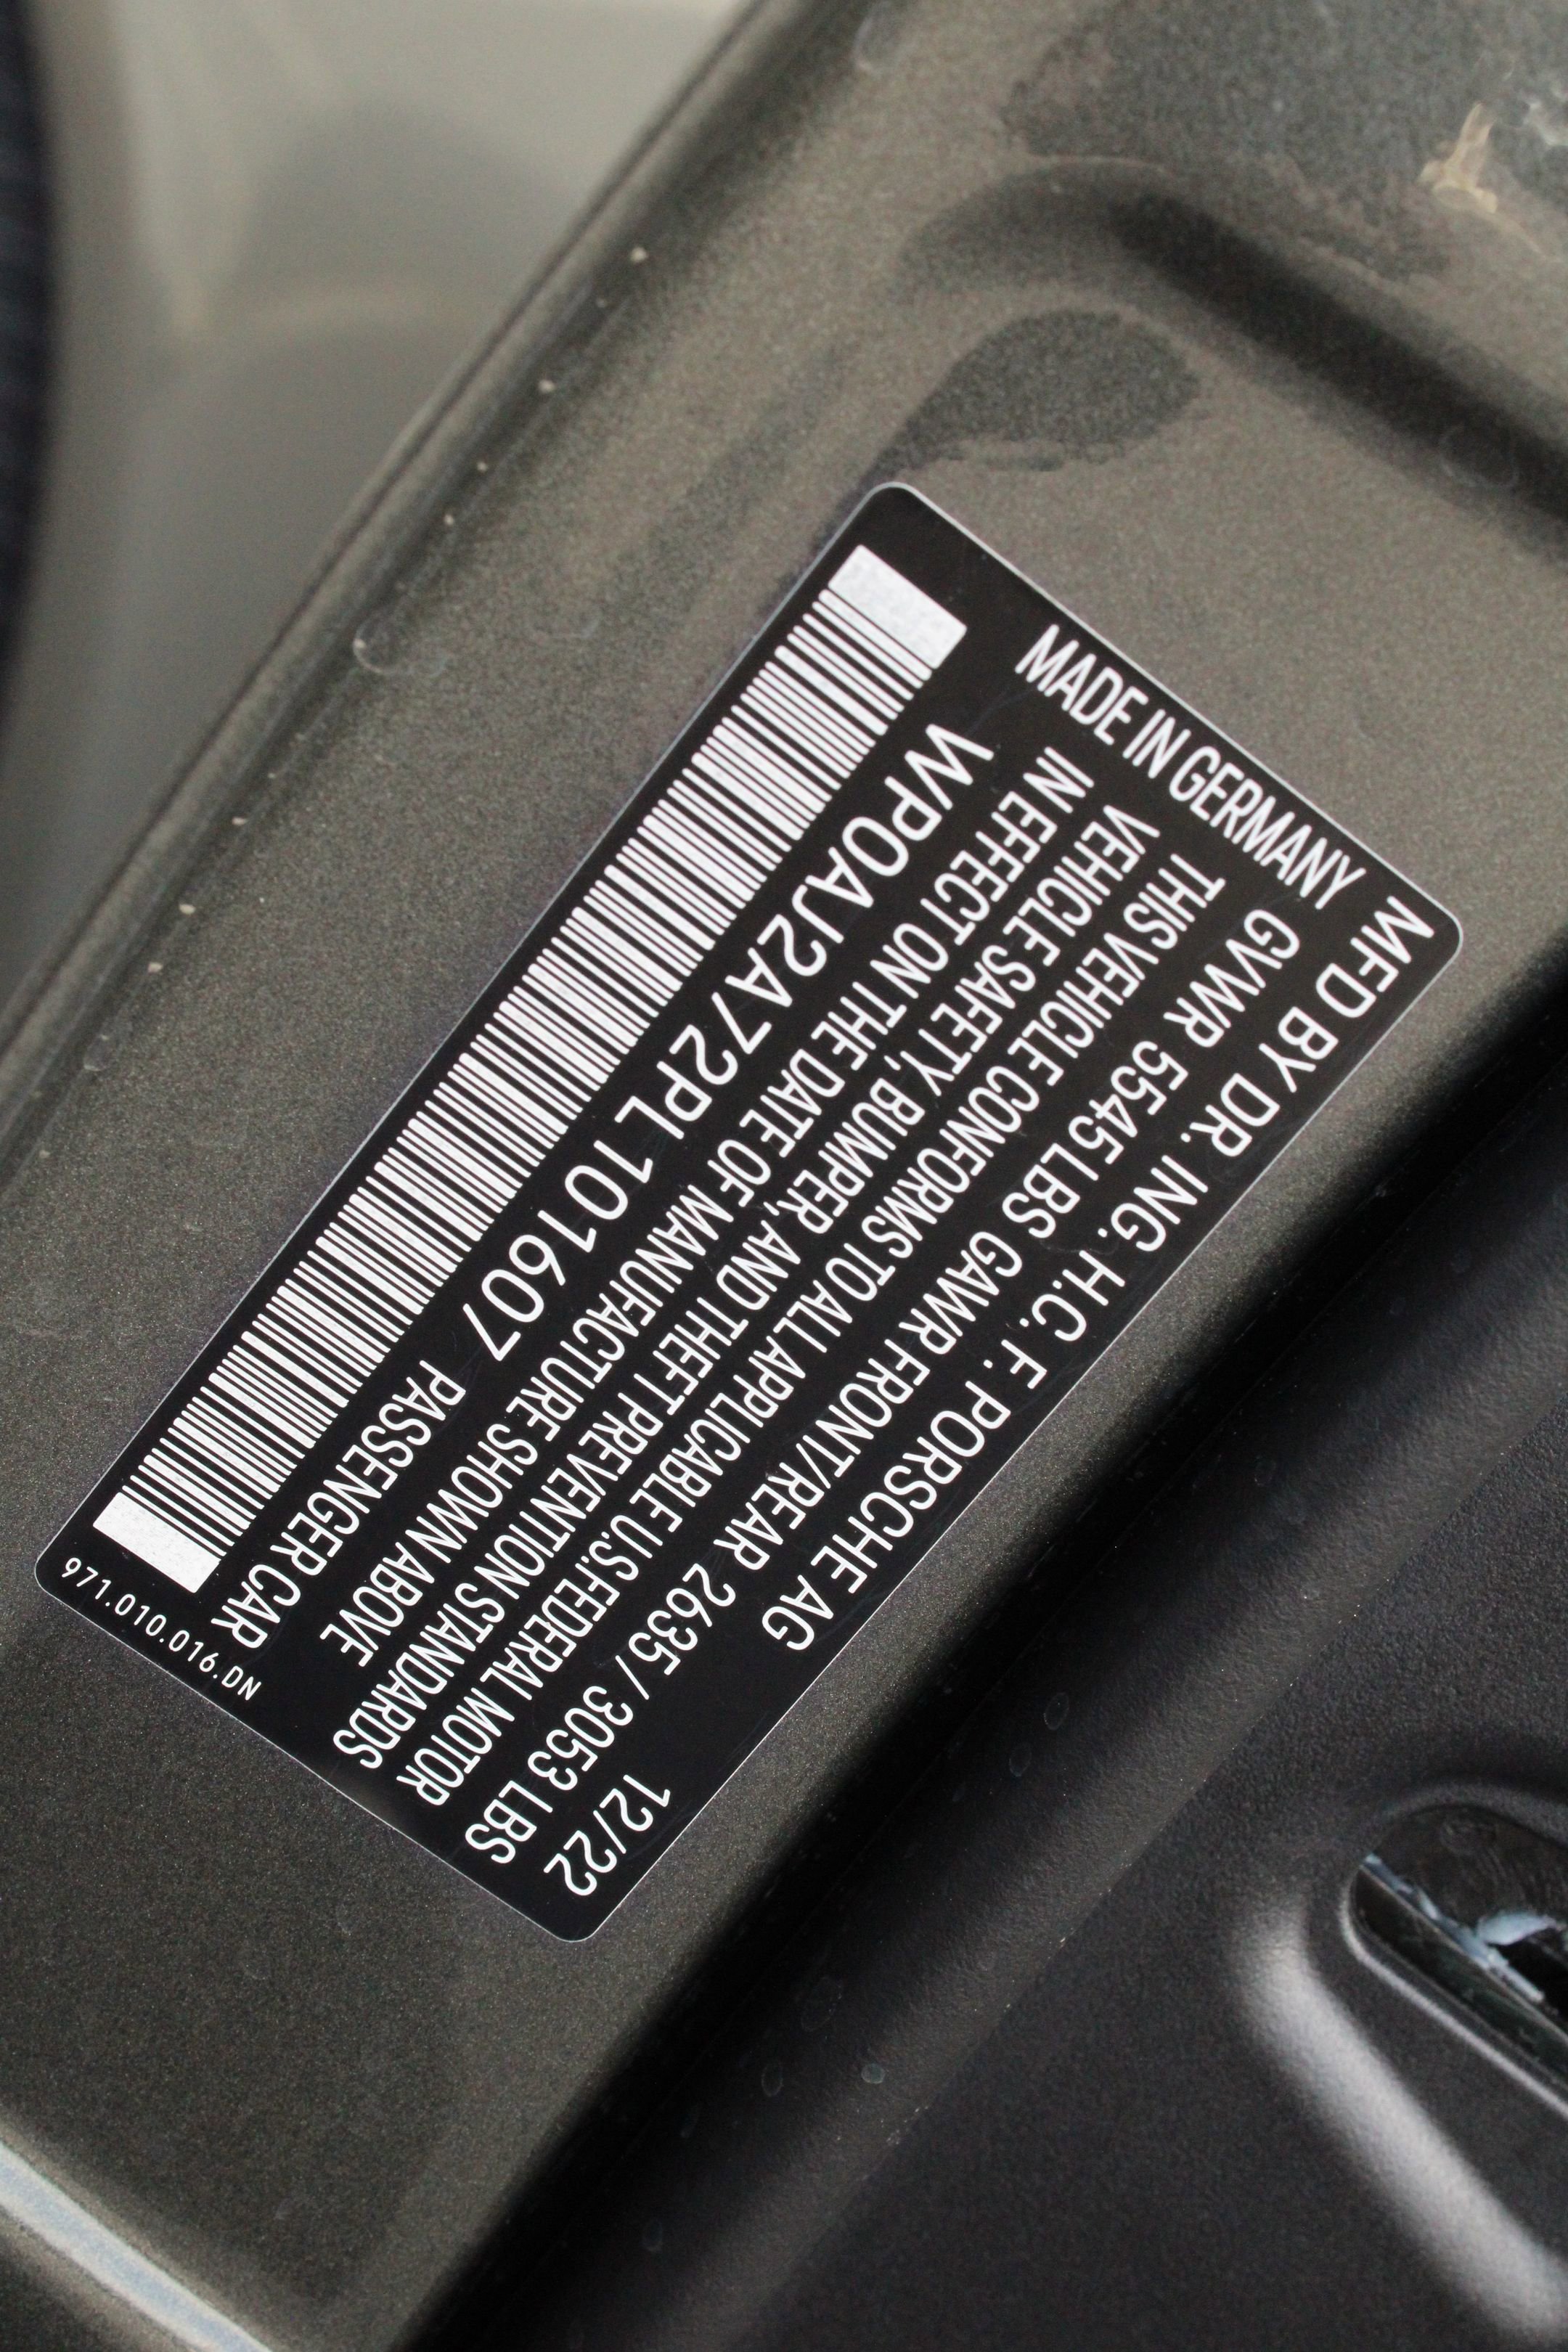 MFD BY DR. ING. H.C. F. PORSCHE AG 12/22
GVWR 5545 LBS GAWR FRONT/REAR 2635 / 3053 LBS
THIS VEHICLE CONFORMS TO ALL APPLICABLE U.S.FEDERAL MOTOR
VEHICLE SAFETY, BUMPER, AND THEFT PREVENTION STANDARDS
IN EFFECT ON THE DATE OF MANUFACTURE SHOWN ABOVE
WP0AJ2A72PL101607 PASSENGER CAR
MADE IN GERMANY
971.010.016.DN